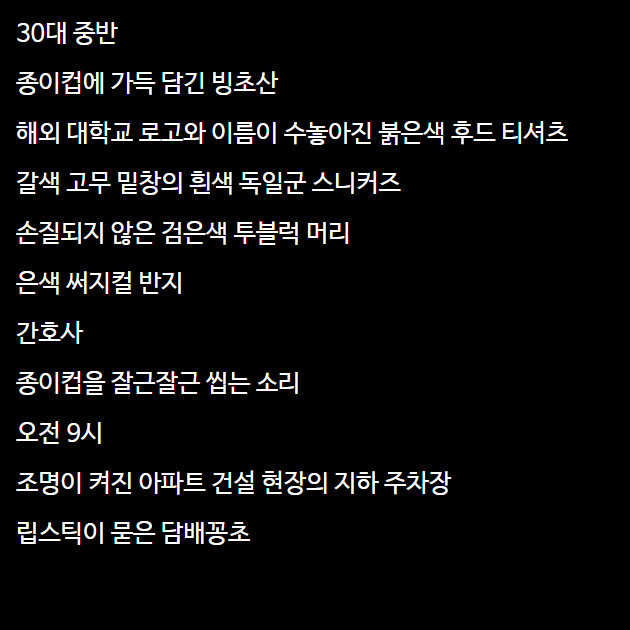 30대 중반
종이컵에 가득 담긴 빙초산
해외 대학교 로고와 이름이 수놓아진 붉은색 후드 티셔츠
갈색 고무 밑창의 흰색 독일군 스니커즈
손질되지 않은 검은색 투블럭 머리
은색 써지컬 반지
간호사
종이컵을 잘근잘근 씹는 소리
오전 9시
조명이 켜진 아파트 건설 현장의 지하 주차장
립스틱이 묻은 담배꽁초